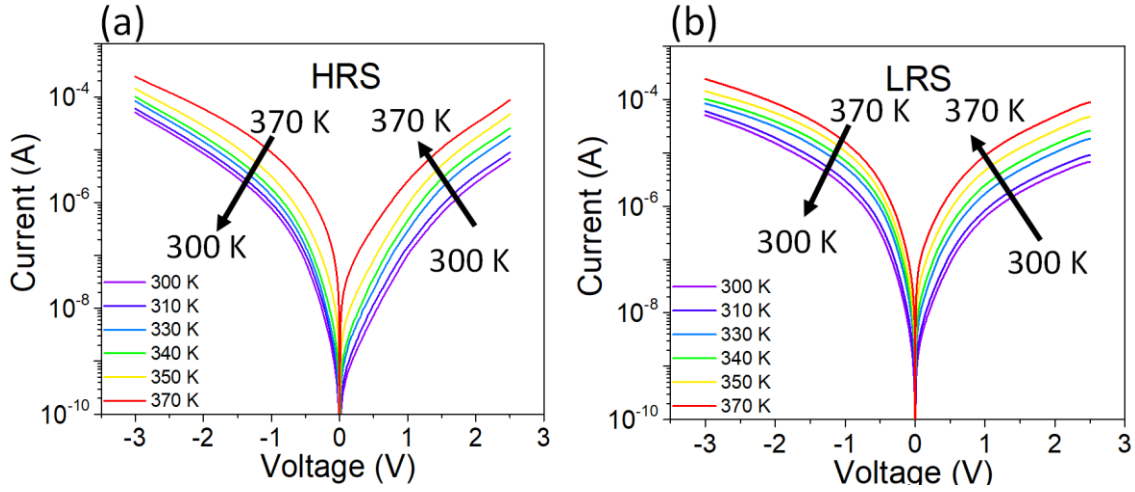 (a)
HRS
370 K
370 K
300 K
300 K
Current (A)
10^-4
10^-6
10^-8
10^-10
300 K
310 K
330 K
340 K
350 K
370 K
-3 -2 -1 0 1 2 3
Voltage (V)
(b)
LRS
370 K
370 K
300 K
300 K
Current (A)
10^-4
10^-6
10^-8
10^-10
300 K
310 K
330 K
340 K
350 K
370 K
-3 -2 -1 0 1 2 3
Voltage (V)